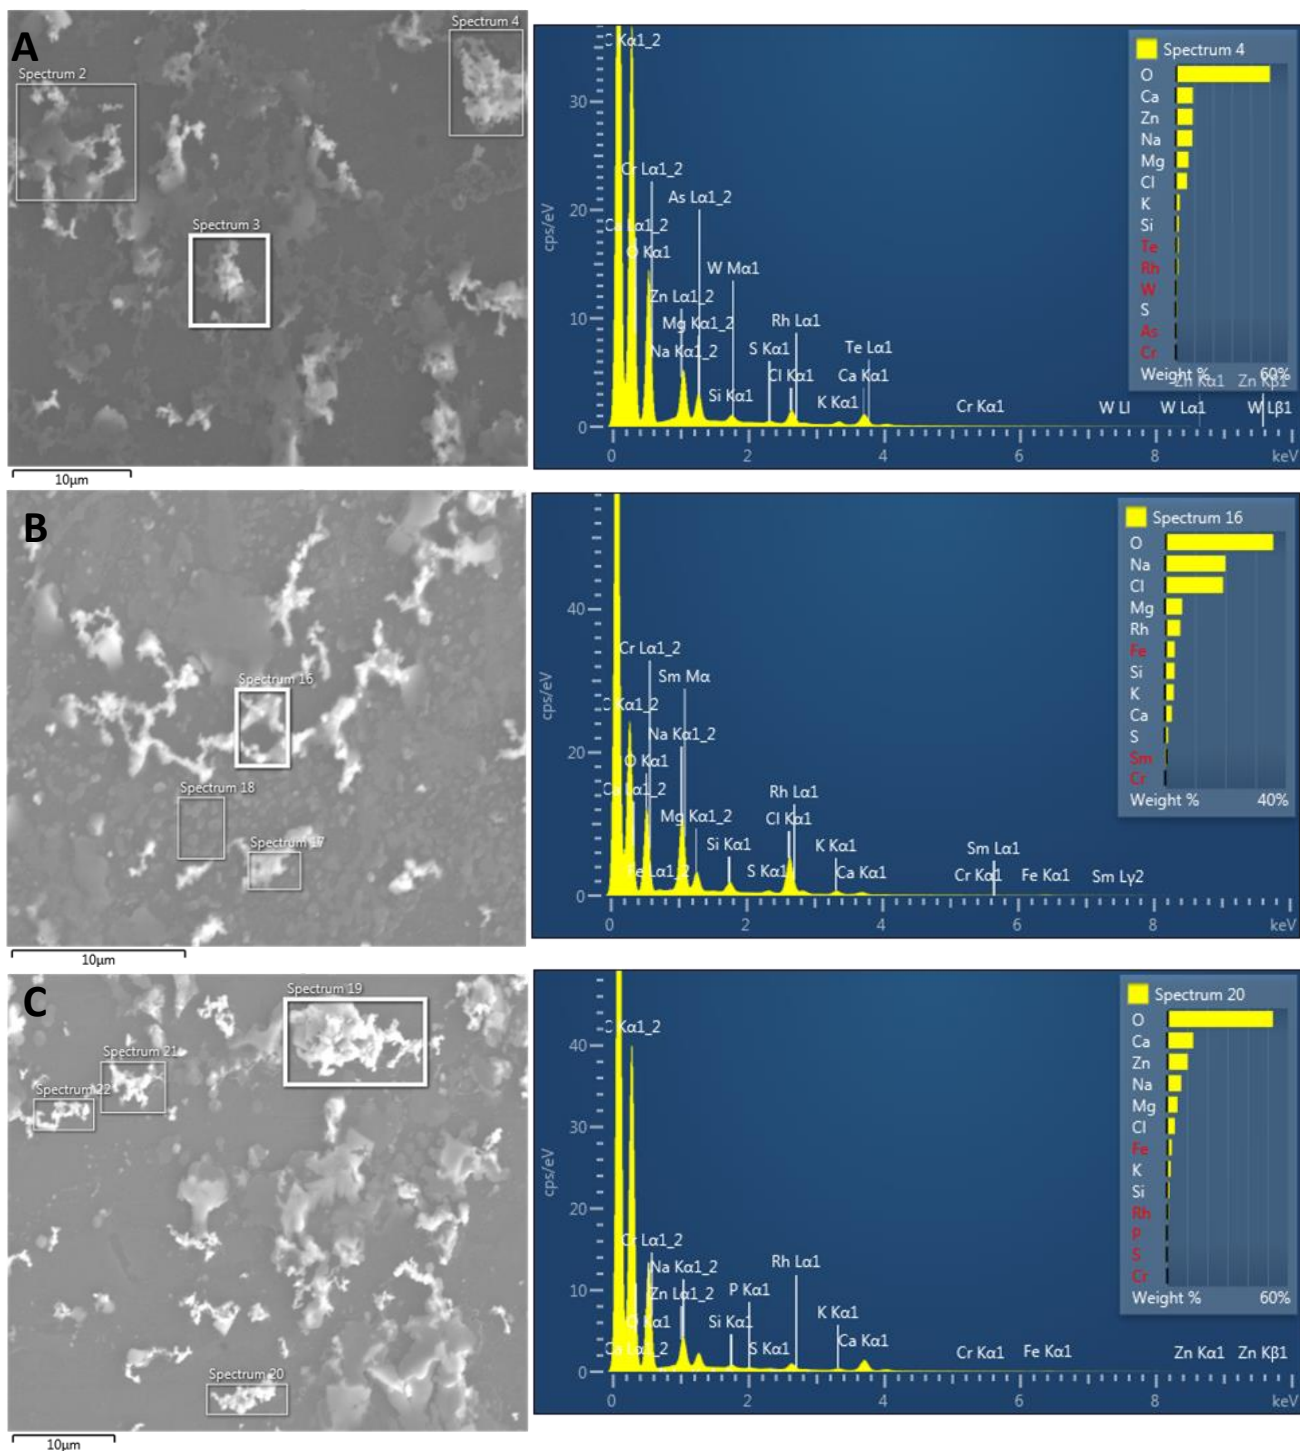 A
Spectrum 4
Spectrum 2
Spectrum 3
10µm
C Kα1_2
30
Cr Lα1_2
As Lα1_2
20
Ca Lα1_2
O Kα1
W Mα1
Zn Lα1_2
Mg Kα1_2
Rh Lα1
10
Na Kα1_2
S Kα1
Te Lα1
Cl Kα1
Ca Kα1
Si Kα1
K Kα1
Cr Kα1
W Ll
W Lα1
W Lβ1
Zn Kα1
Zn Kβ1
0
cps/eV
0 2 4 6 8 keV
Spectrum 4
O
Ca
Zn
Na
Mg
Cl
K
Si
Te
Rh
W
S
As
Cr
Weight % 60%
B
Spectrum 16
Spectrum 18
Spectrum 17
10µm
40
Cr Lα1_2
Sm Mα
C Kα1_2
Na Kα1_2
20
O Kα1
Ca Lα1_2
Rh Lα1
Mg Kα1_2
Cl Kα1
Si Kα1
K Kα1
Fe Lα1_2
S Kα1
Ca Kα1
Sm Lα1
Cr Kα1
Fe Kα1
Sm Lγ2
0
cps/eV
0 2 4 6 8 keV
Spectrum 16
O
Na
Cl
Mg
Rh
Fe
Si
K
Ca
S
Sm
Cr
Weight % 40%
C
Spectrum 19
Spectrum 21
Spectrum 22
Spectrum 20
10µm
C Kα1_2
40
30
20
Cr Lα1_2
Na Kα1_2
Rh Lα1
10
Zn Lα1_2
P Kα1
O Kα1
Si Kα1
K Kα1
Ca Lα1_2
S Kα1
Ca Kα1
Cr Kα1
Fe Kα1
Zn Kα1
Zn Kβ1
0
cps/eV
0 2 4 6 8 keV
Spectrum 20
O
Ca
Zn
Na
Mg
Cl
Fe
K
Si
Rh
P
S
Cr
Weight % 60%